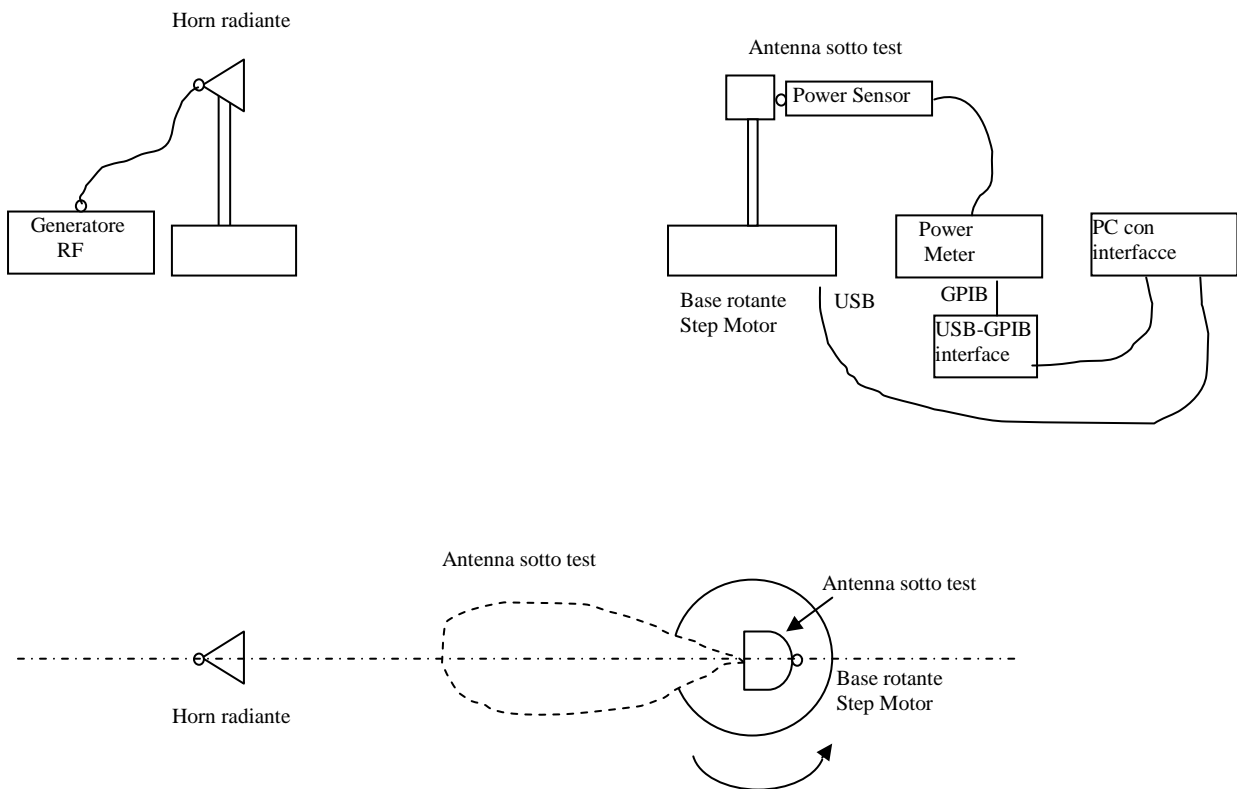 Horn radiante
Antenna sotto test
Power Sensor
Generatore
RF
Power
Meter
PC con
interfacce
Base rotante
Step Motor
USB
GPIB
USB-GPIB
interface
Antenna sotto test
Antenna sotto test
Base rotante
Step Motor
Horn radiante